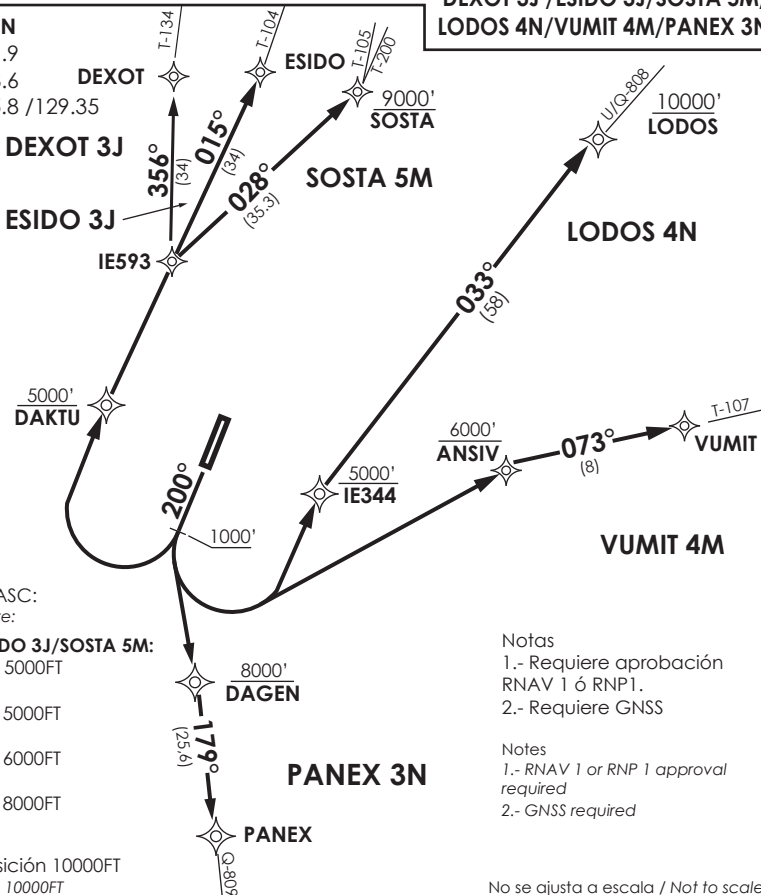 DEXOT 3J /ESIDO 3J/SOSTA 5M/
LODOS 4N/VUMIT 4M/PANEX 3N
N
.9
.6
.8 /129.35
T-134
DEXOT
T-104
ESIDO
T-105
T-200
9000'
SOSTA
U/Q-808
10000'
LODOS
DEXOT 3J
356°
(34)
015°
(34)
028°
(35.3)
SOSTA 5M
ESIDO 3J
LODOS 4N
IE593
033°
(58)
5000'
DAKTU
6000'
ANSIV
073°
(8)
T-107
VUMIT
200°
5000'
IE344
1000'
VUMIT 4M
ASC:
DO 3J/SOSTA 5M:
5000FT
5000FT
6000FT
8000FT
sición 10000FT
10000FT
8000'
DAGEN
179°
(25,6)
PANEX 3N
PANEX
Q-809
Notas
1.- Requiere aprobación
RNAV 1 ó RNP1.
2.- Requiere GNSS
Notes
1.- RNAV 1 or RNP 1 approval
required
2.- GNSS required
No se ajusta a escala / Not to scale